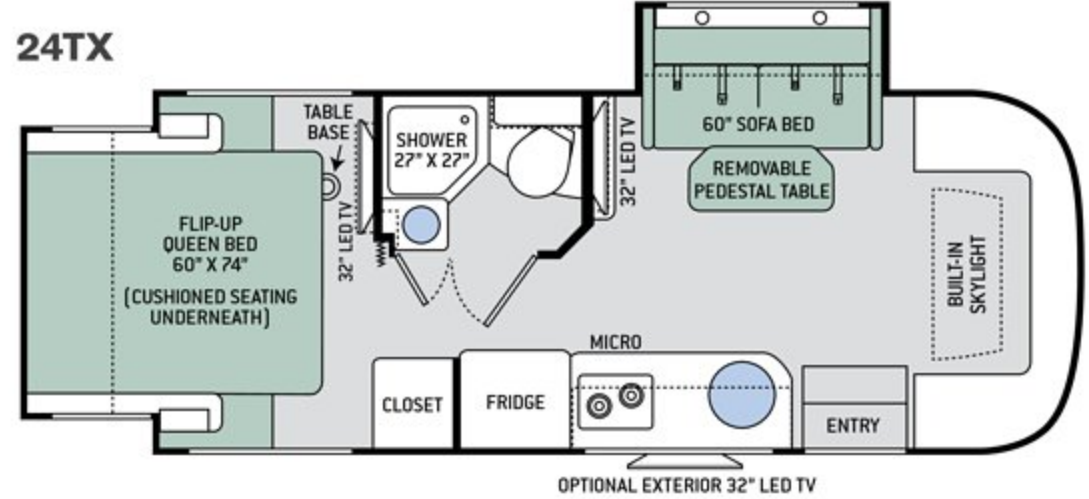 24TX
TABLE
BASE
SHOWER
27" X 27"
32" LED TV
60" SOFA BED
REMOVABLE
PEDESTAL TABLE
FLIP-UP
QUEEN BED
60" X 74"
(CUSHIONED SEATING
UNDERNEATH)
32" LED TV
BUILT-IN
SKYLIGHT
MICRO
CLOSET
FRIDGE
ENTRY
OPTIONAL EXTERIOR 32" LED TV